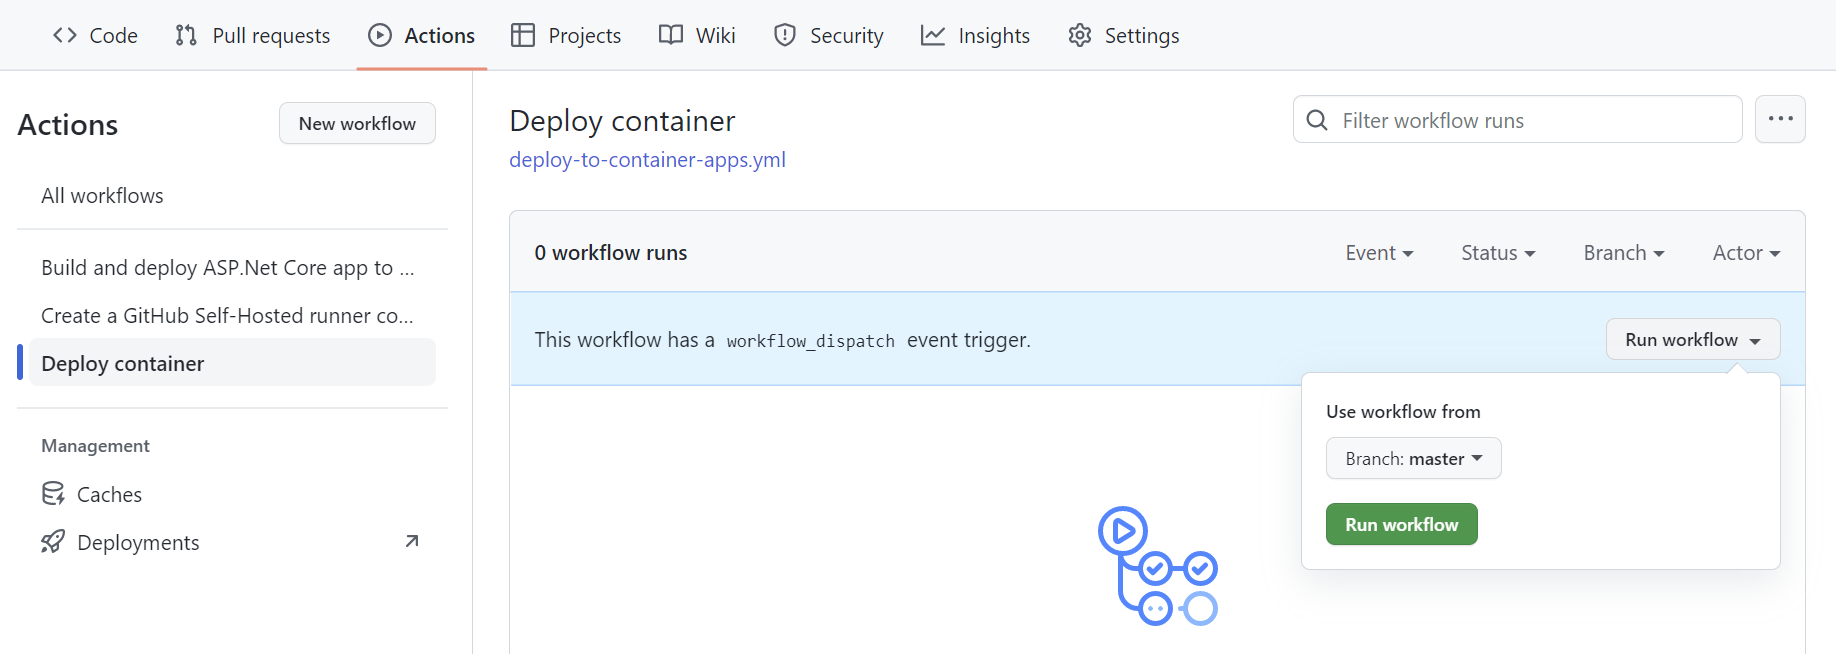 Code Pull requests Actions Projects Wiki Security Insights Settings
Actions
New workflow
All workflows
Build and deploy ASP.Net Core app to ...
Create a GitHub Self-Hosted runner co...
Deploy container
Management
Caches
Deployments
Deploy container
deploy-to-container-apps.yml
Filter workflow runs
0 workflow runs
Event Status Branch Actor
This workflow has a workflow_dispatch event trigger.
Run workflow
Use workflow from
Branch: master
Run workflow